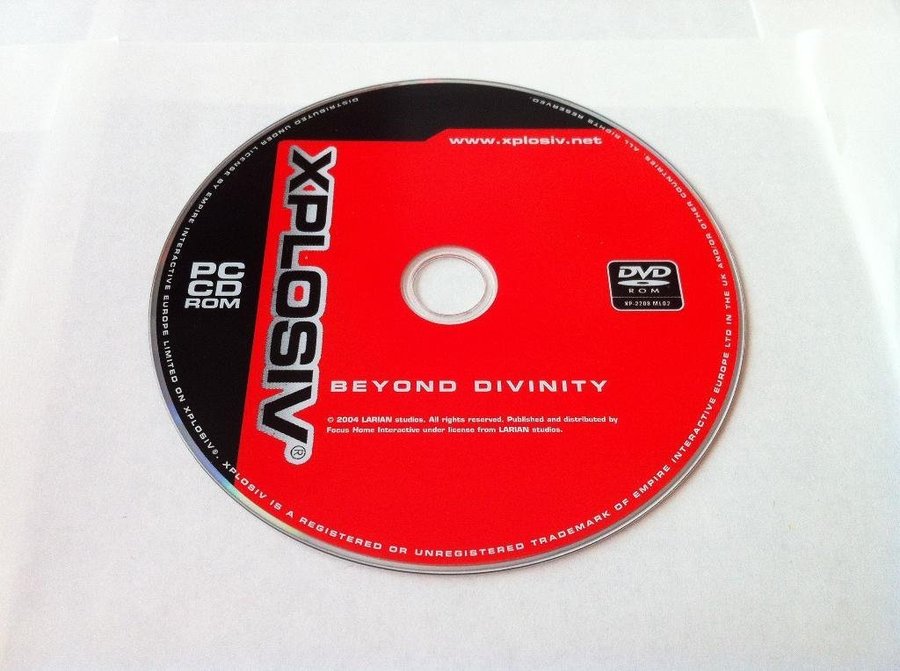 www.xplosiv.net
XPLOSIV®
PC
CD
ROM
DVD
ROM
XP-2209 ML02
BEYOND DIVINITY
© 2004 LARIAN studios. All rights reserved. Published and distributed by
Focus Home Interactive under license from LARIAN studios.
DISTRIBUTED UNDER LICENSE BY EMPIRE INTERACTIVE EUROPE LIMITED ON XPLOSIV®. XPLOSIV IS A REGISTERED OR UNREGISTERED TRADEMARK OF EMPIRE INTERACTIVE EUROPE LTD IN THE UK AND/OR OTHER COUNTRIES. ALL RIGHTS RESERVED.